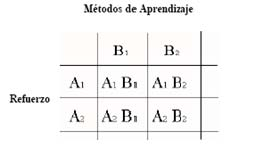 Métodos de Aprendizaje
B1 B2
A1 A1 B1 A1 B2
Refuerzo
A2 A2 B1 A2 B2